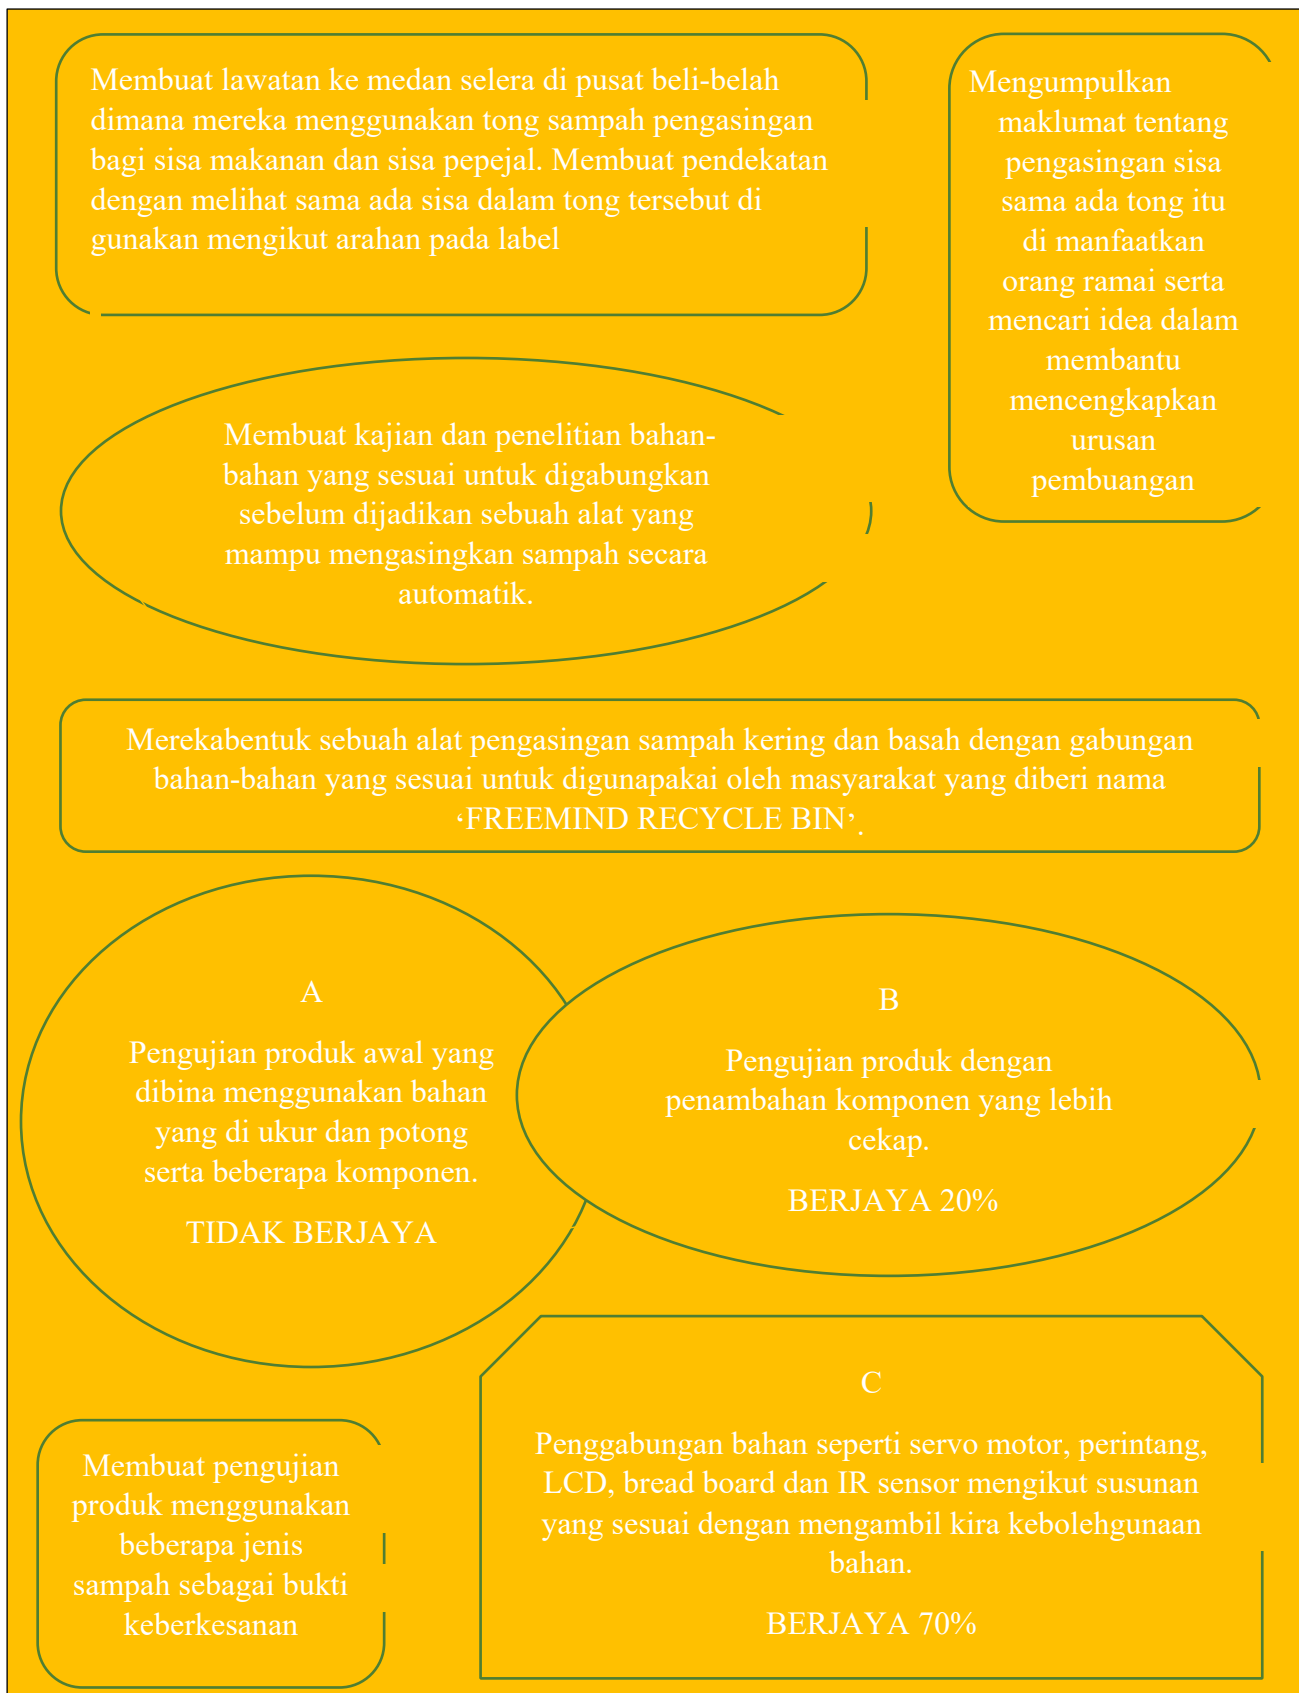 Membuat lawatan ke medan selera di pusat beli-belah
dimana mereka menggunakan tong sampah pengasingan
bagi sisa makanan dan sisa pepejal. Membuat pendekatan
dengan melihat sama ada sisa dalam tong tersebut di
gunakan mengikut arahan pada label
Mengumpulkan
maklumat tentang
pengasingan sisa
sama ada tong itu
di manfaatkan
orang ramai serta
mencari idea dalam
membantu
mencengkapkan
urusan
pembuangan
Membuat kajian dan penelitian bahan-
bahan yang sesuai untuk digabungkan
sebelum dijadikan sebuah alat yang
mampu mengasingkan sampah secara
automatik.
Merekabentuk sebuah alat pengasingan sampah kering dan basah dengan gabungan
bahan-bahan yang sesuai untuk digunapakai oleh masyarakat yang diberi nama
‘FREEMIND RECYCLE BIN’.
A
Pengujian produk awal yang
dibina menggunakan bahan
yang di ukur dan potong
serta beberapa komponen.
TIDAK BERJAYA
B
Pengujian produk dengan
penambahan komponen yang lebih
cekap.
BERJAYA 20%
C
Penggabungan bahan seperti servo motor, perintang,
LCD, bread board dan IR sensor mengikut susunan
yang sesuai dengan mengambil kira kebolehgunaan
bahan.
BERJAYA 70%
Membuat pengujian
produk menggunakan
beberapa jenis
sampah sebagai bukti
keberkesanan